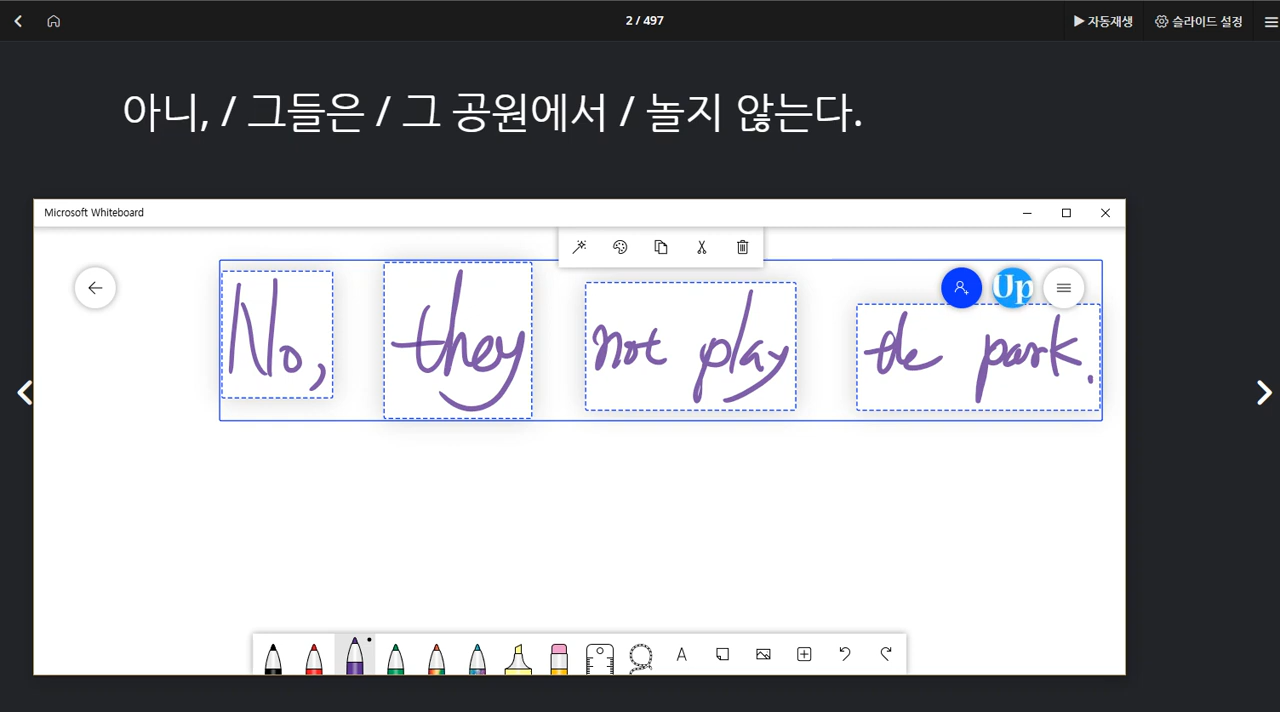 2 / 497
자동재생
슬라이드 설정
아니, / 그들은 / 그 공원에서 / 놀지 않는다.
Microsoft Whiteboard
Up
No, they not play the park.
A